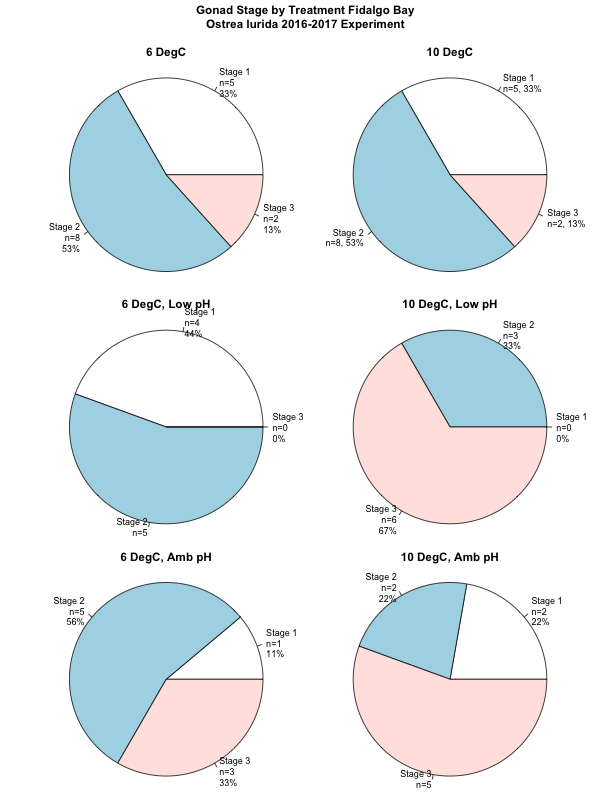 Gonad Stage by Treatment Fidalgo Bay
Ostrea lurida 2016-2017 Experiment
6 DegC
Stage 1
n=5
33%
Stage 2
n=8
53%
Stage 3
n=2
13%
10 DegC
Stage 1
n=5, 33%
Stage 2
n=8, 53%
Stage 3
n=2, 13%
6 DegC, Low pH
Stage 1
n=4
44%
Stage 3
n=0
0%
Stage 2
n=5
10 DegC, Low pH
Stage 2
n=3
33%
Stage 1
n=0
0%
Stage 3
n=6
67%
6 DegC, Amb pH
Stage 2
n=5
56%
Stage 1
n=1
11%
Stage 3
n=3
33%
10 DegC, Amb pH
Stage 2
n=2
22%
Stage 1
n=2
22%
Stage 3
n=5